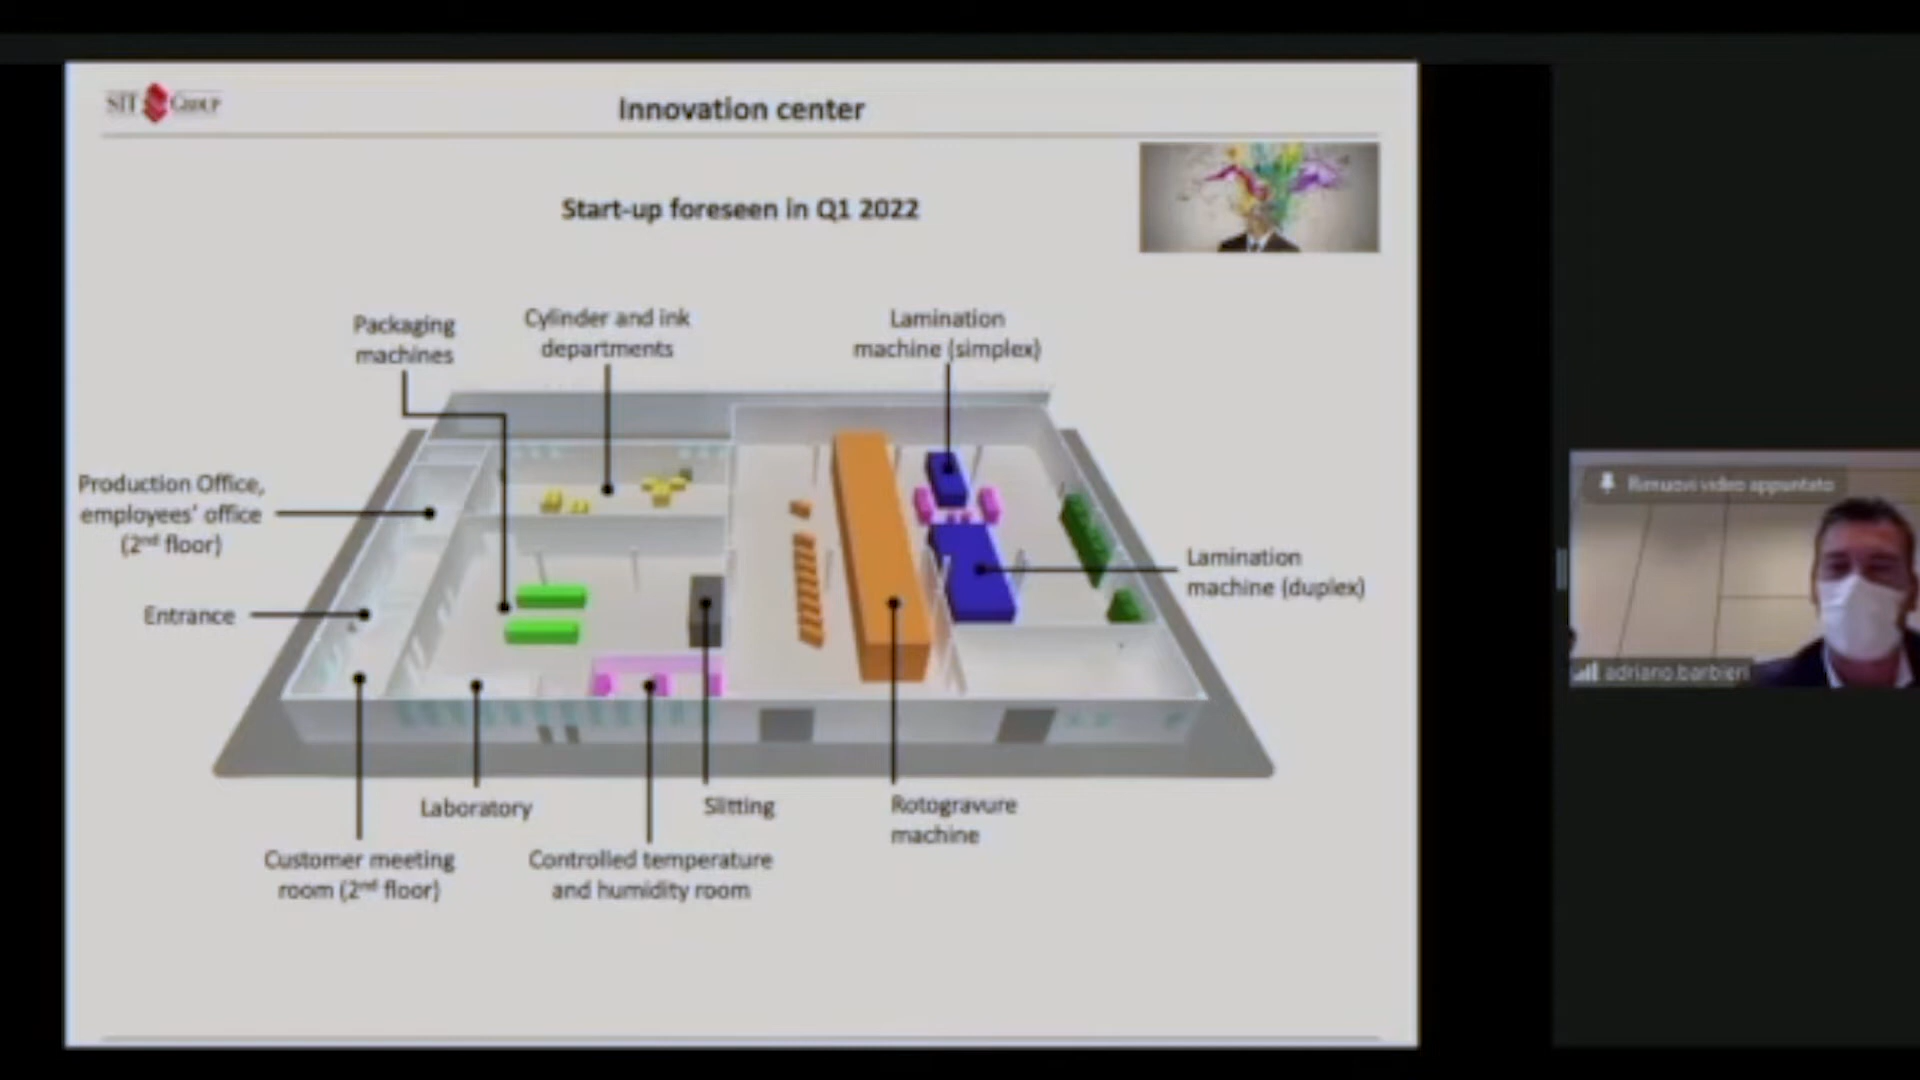 SIT GROUP
Innovation center
Start-up foreseen in Q1 2022
Packaging
machines
Cylinder and ink
departments
Lamination
machine (simplex)
Production Office,
employees' office
(2nd floor)
Entrance
Lamination
machine (duplex)
Laboratory
Slitting
Rotogravure
machine
Customer meeting
room (2nd floor)
Controlled temperature
and humidity room
Rimuovi video appuntato
adriano.barbieri